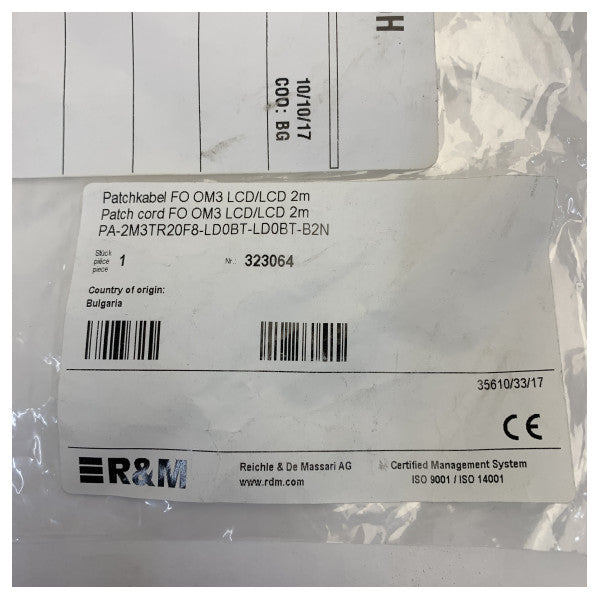 H
10/10/17
COO: BG
Patchkabel FO OM3 LCD/LCD 2m
Patch cord FO OM3 LCD/LCD 2m
PA-2M3TR20F8-LD0BT-LD0BT-B2N
Stück
pièce
piece
1
Nr.: 323064
Country of origin:
Bulgaria
35610/33/17
CE
R&M
Reichle & De Massari AG
www.rdm.com
Certified Management System
ISO 9001 / ISO 14001